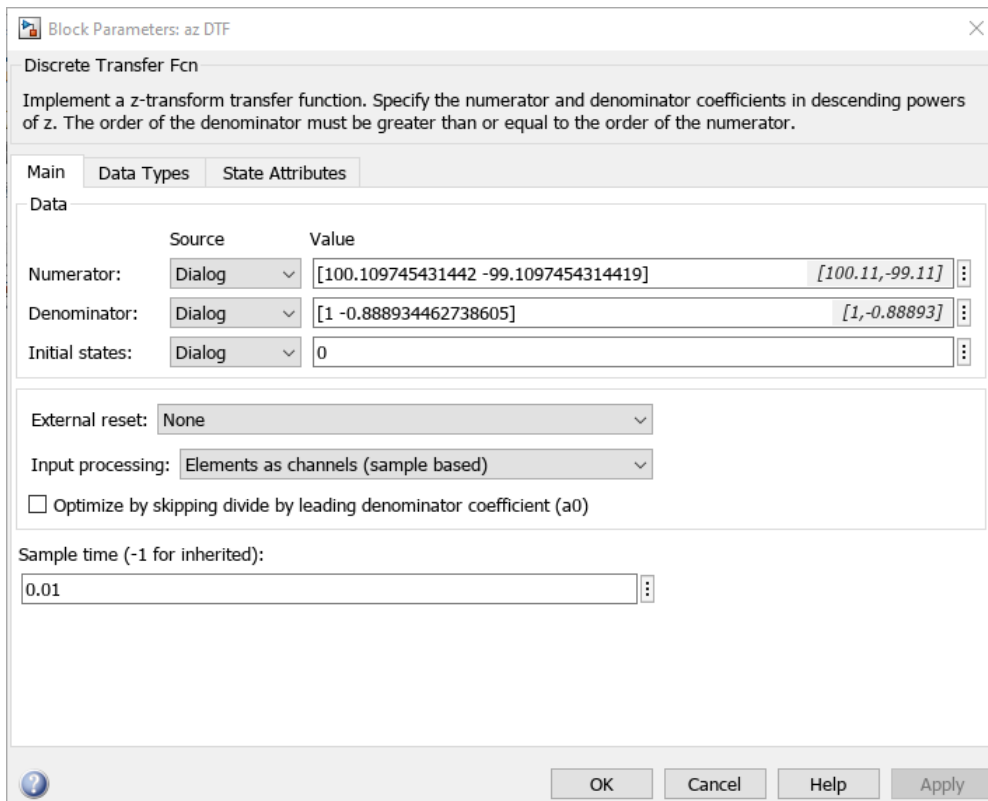 Block Parameters: az DTF
Discrete Transfer Fcn
Implement a z-transform transfer function. Specify the numerator and denominator coefficients in descending powers
of z. The order of the denominator must be greater than or equal to the order of the numerator.
Main Data Types State Attributes
Data
Source Value
Numerator: Dialog [100.109745431442 -99.1097454314419] [100.11,-99.11]
Denominator: Dialog [1 -0.888934462738605] [1,-0.88893]
Initial states: Dialog 0
External reset: None
Input processing: Elements as channels (sample based)
Optimize by skipping divide by leading denominator coefficient (a0)
Sample time (-1 for inherited):
0.01
OK Cancel Help Apply